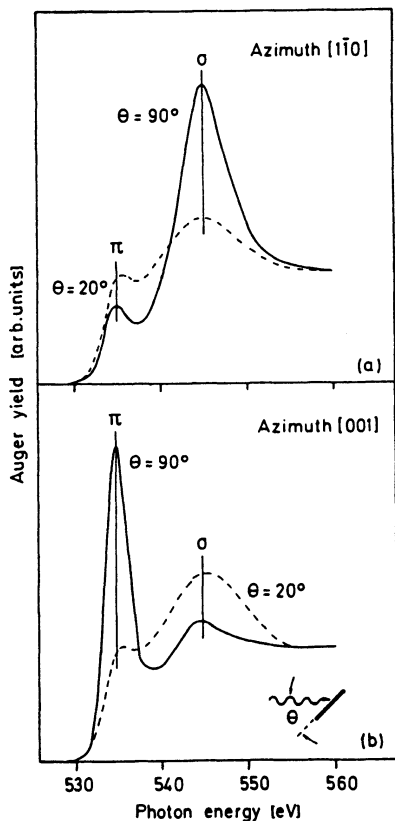 Azimuth [11̄0]
σ
θ = 90°
π
θ = 20°
(a)
Auger yield [arb.units]
Azimuth [001]
π
θ = 90°
σ
θ = 20°
θ
(b)
530 540 550 560
Photon energy [eV]